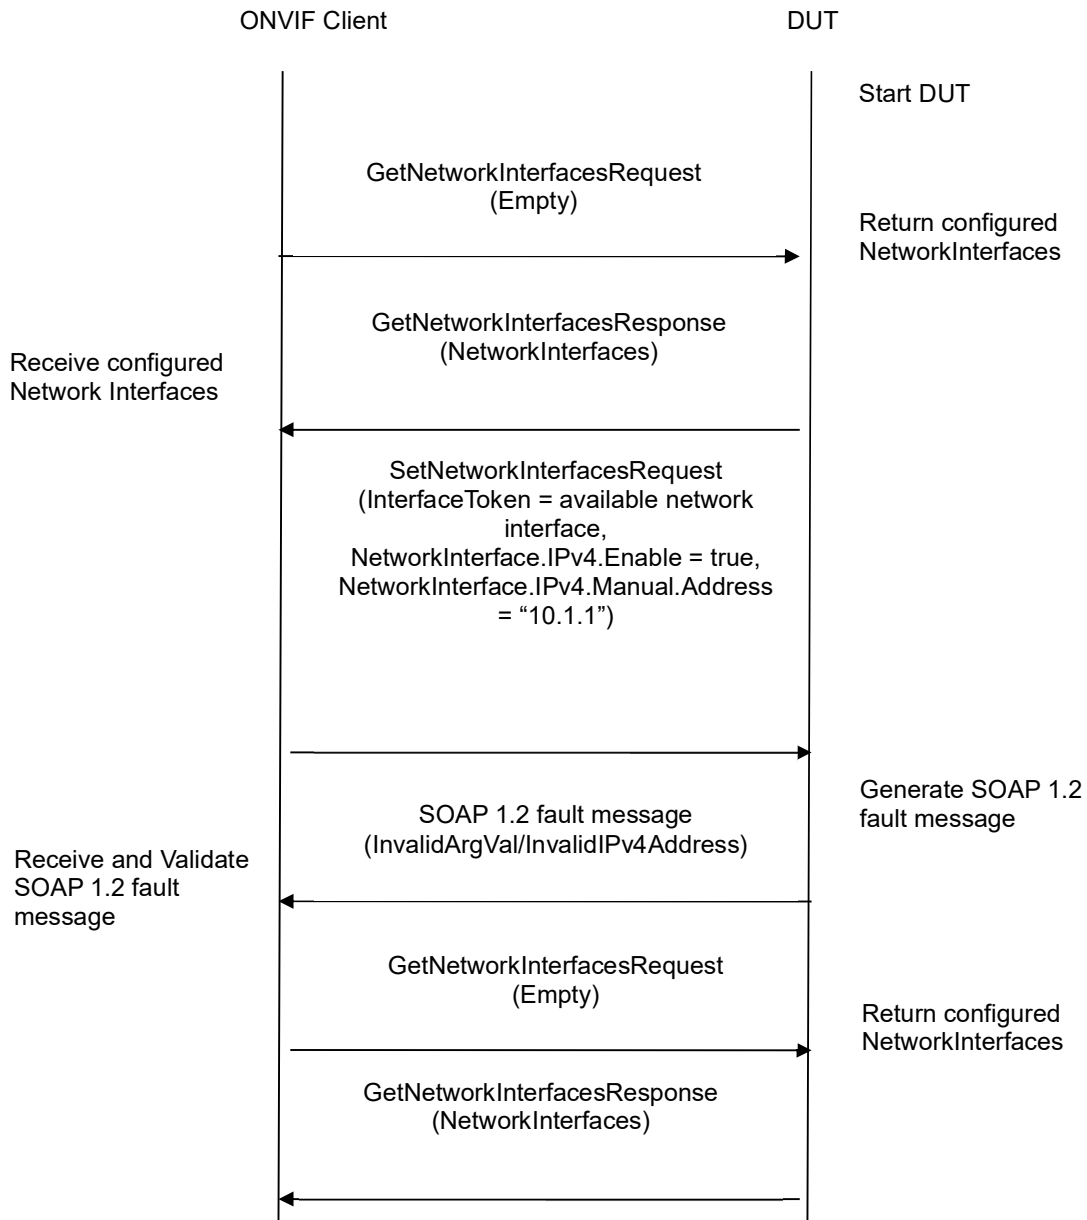 ONVIF Client
DUT
Start DUT
GetNetworkInterfacesRequest
(Empty)
Return configured
NetworkInterfaces
GetNetworkInterfacesResponse
(NetworkInterfaces)
Receive configured
Network Interfaces
SetNetworkInterfacesRequest
(InterfaceToken = available network
interface,
NetworkInterface.IPv4.Enable = true,
NetworkInterface.IPv4.Manual.Address
= “10.1.1”)
Generate SOAP 1.2
fault message
SOAP 1.2 fault message
(InvalidArgVal/InvalidIPv4Address)
Receive and Validate
SOAP 1.2 fault
message
GetNetworkInterfacesRequest
(Empty)
Return configured
NetworkInterfaces
GetNetworkInterfacesResponse
(NetworkInterfaces)